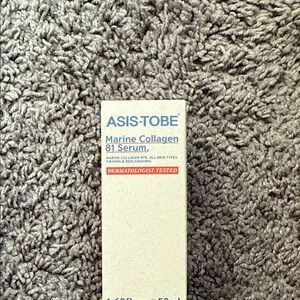 ASIS-TOBE
Marine Collagen
81 Serum.
MARINE COLLAGEN 81% ALL SKIN TYPES.
FIRMING & REPLENISHING.
DERMATOLOGIST TESTED